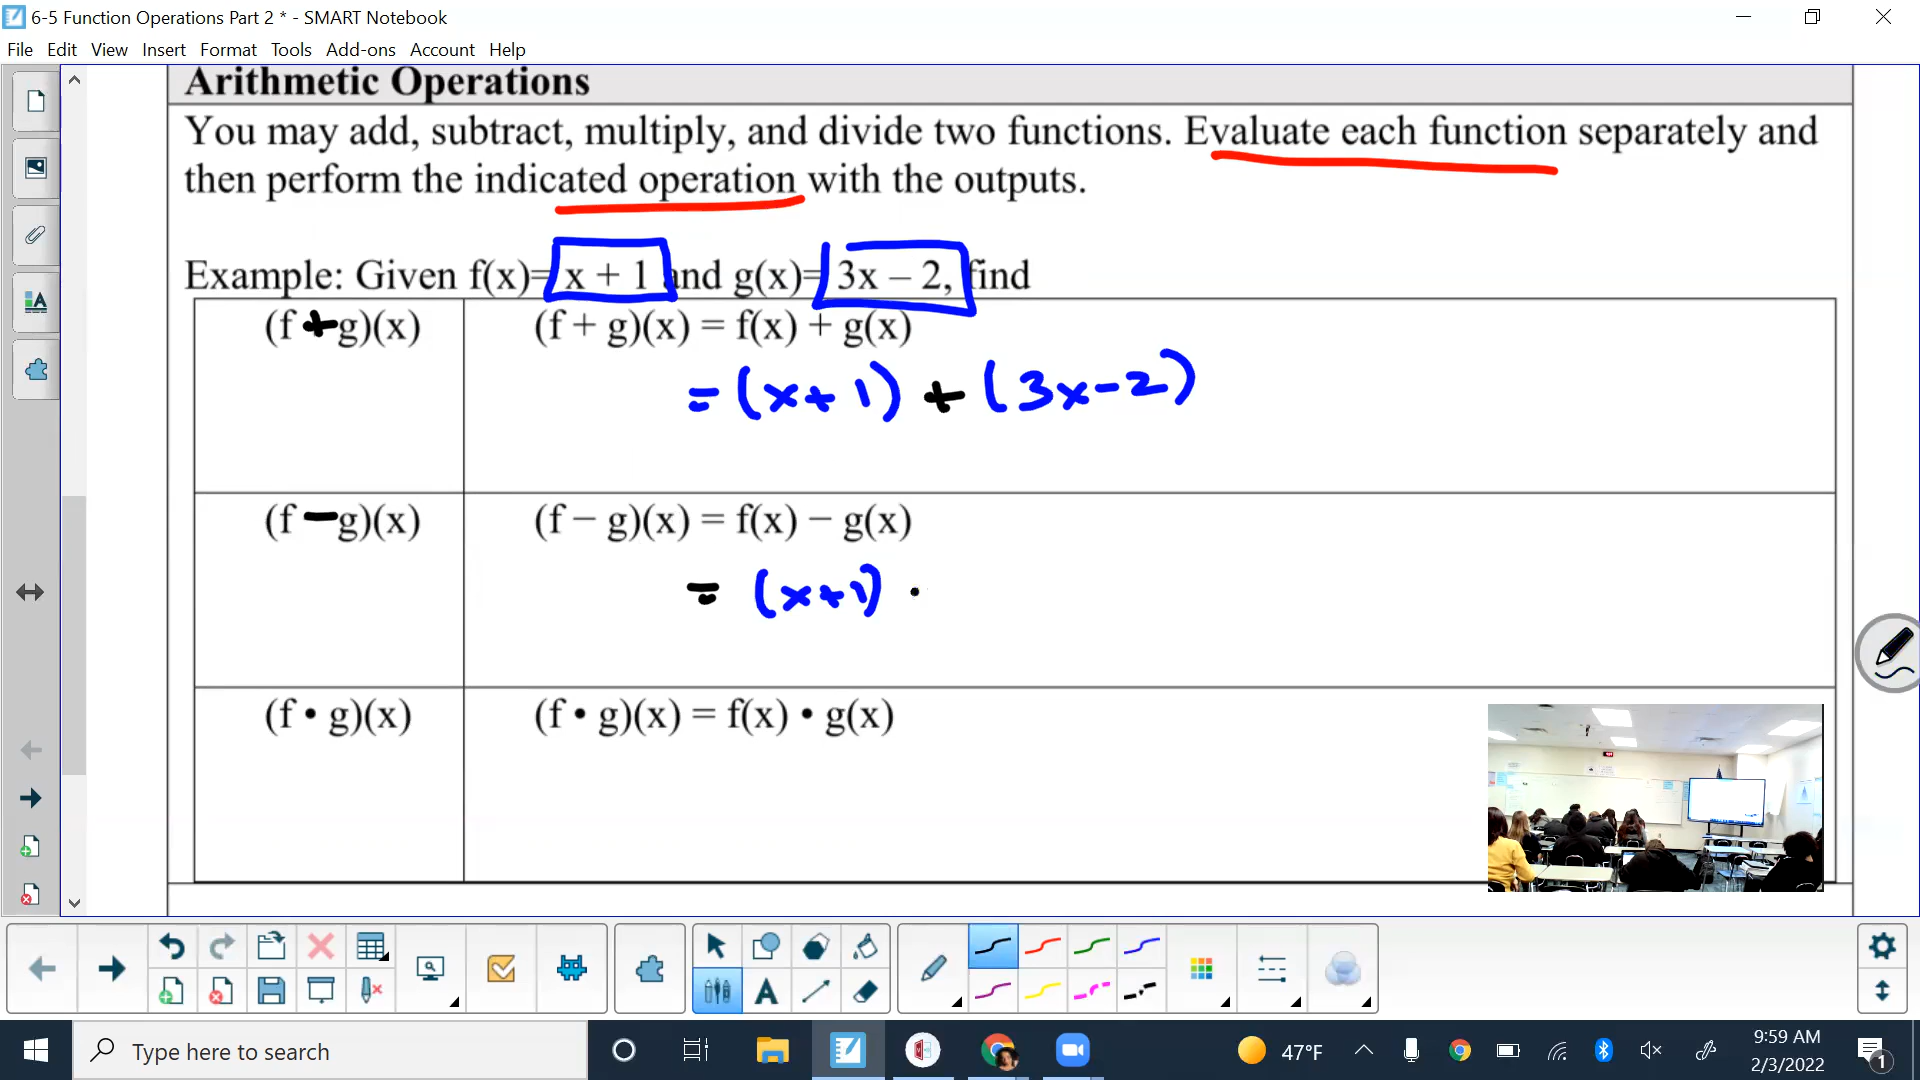 6-5 Function Operations Part 2 * - SMART Notebook
File Edit View Insert Format Tools Add-ons Account Help
Arithmetic Operations
You may add, subtract, multiply, and divide two functions. Evaluate each function separately and
then perform the indicated operation with the outputs.
Example: Given f(x)= x + 1 and g(x)= 3x – 2, find
(f + g)(x)
(f + g)(x) = f(x) + g(x)
= (x + 1) + (3x - 2)
(f - g)(x)
(f − g)(x) = f(x) − g(x)
= (x + 1)
(f • g)(x)
(f • g)(x) = f(x) • g(x)
Type here to search
47°F
9:59 AM
2/3/2022
1